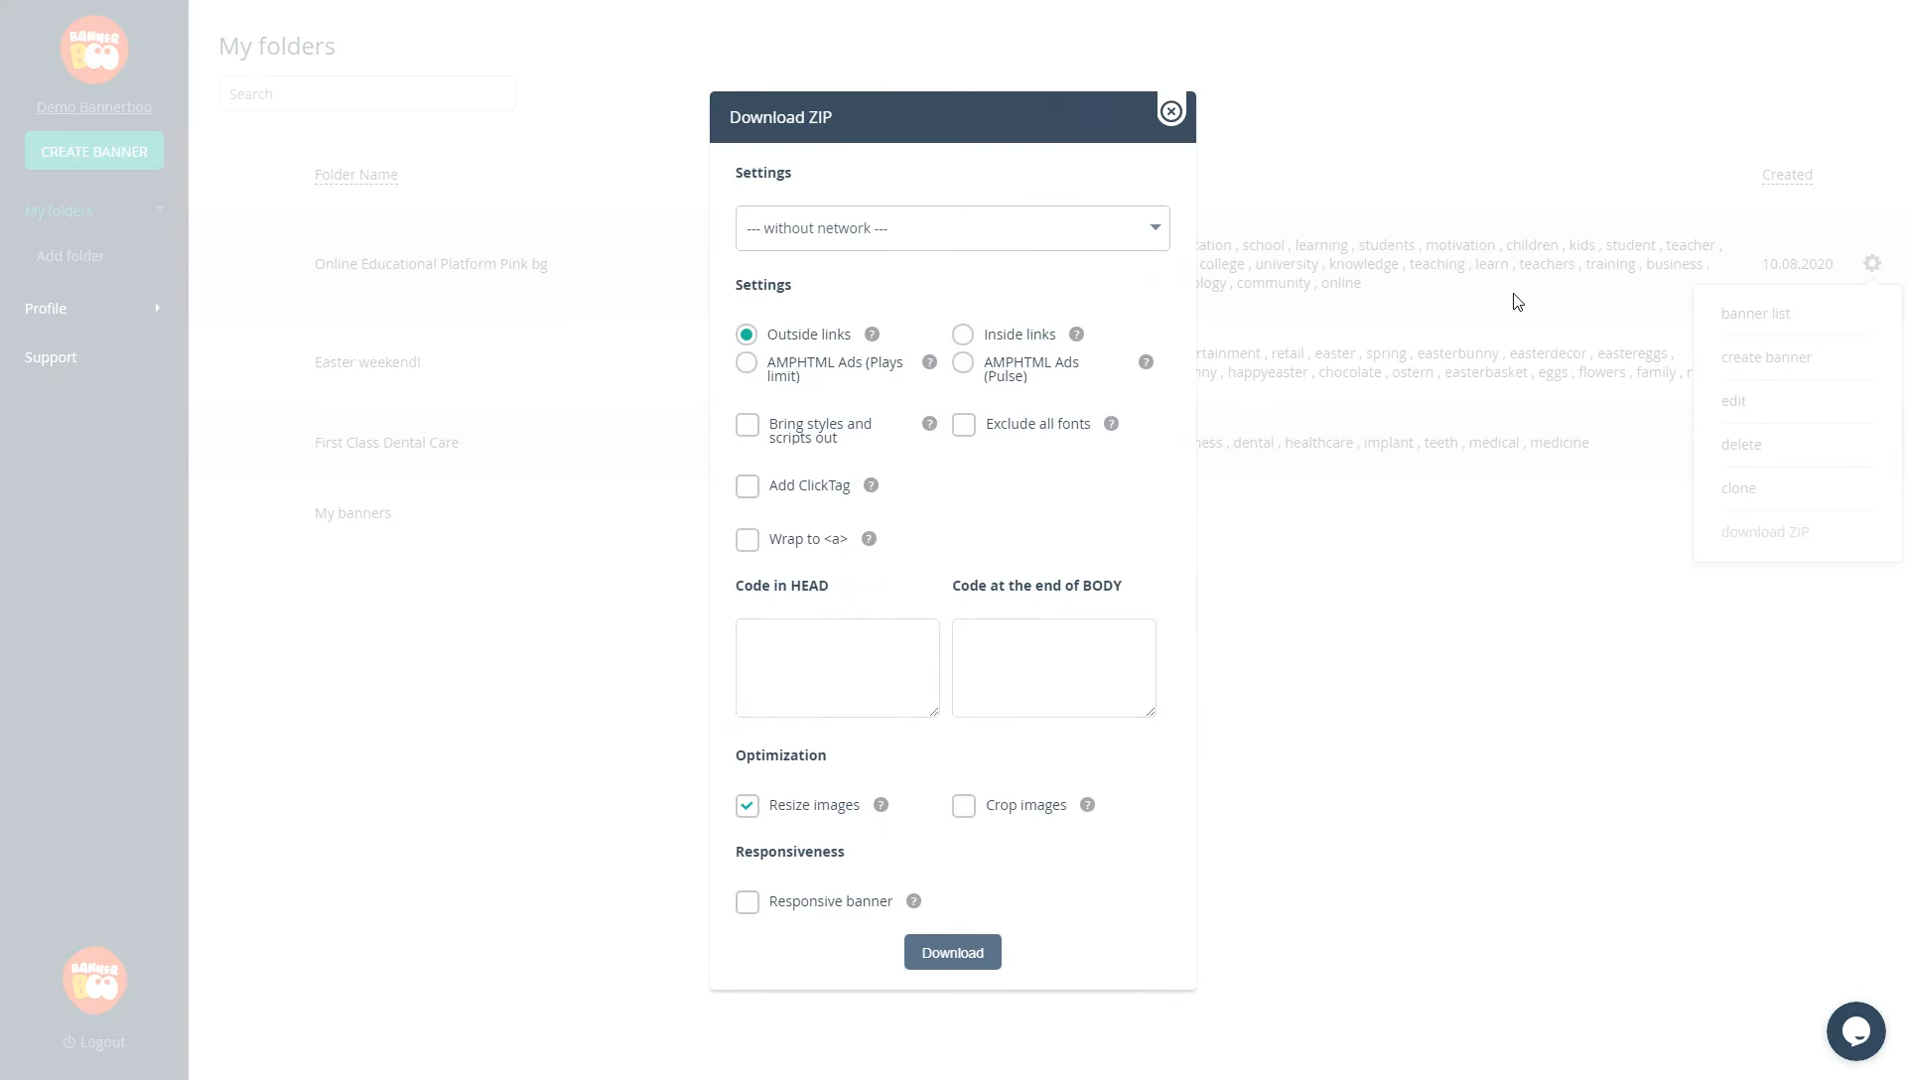 BANNER
BOO
Demo Bannerboo
CREATE BANNER
My folders
Add folder
Profile
Support
BANNER
BOO
Logout
My folders
Search
Folder Name
Created
Online Educational Platform Pink bg
school , learning , students , motivation , children , kids , student , teacher ,
college , university , knowledge , teaching , learn , teachers , training , business ,
community , online
10.08.2020
Easter weekend!
retail , easter , spring , easterbunny , easterdecor , eastereggs ,
happyeaster , chocolate , ostern , easterbasket , eggs , flowers , family ,
First Class Dental Care
dental , healthcare , implant , teeth , medical , medicine
My banners
banner list
create banner
edit
delete
clone
download ZIP
Download ZIP
Settings
--- without network ---
Settings
Outside links ?
Inside links ?
AMPHTML Ads (Plays ?
limit)
AMPHTML Ads ?
(Pulse)
Bring styles and ?
scripts out
Exclude all fonts ?
Add ClickTag ?
Wrap to <a> ?
Code in HEAD
Code at the end of BODY
Optimization
Resize images ?
Crop images ?
Responsiveness
Responsive banner ?
Download